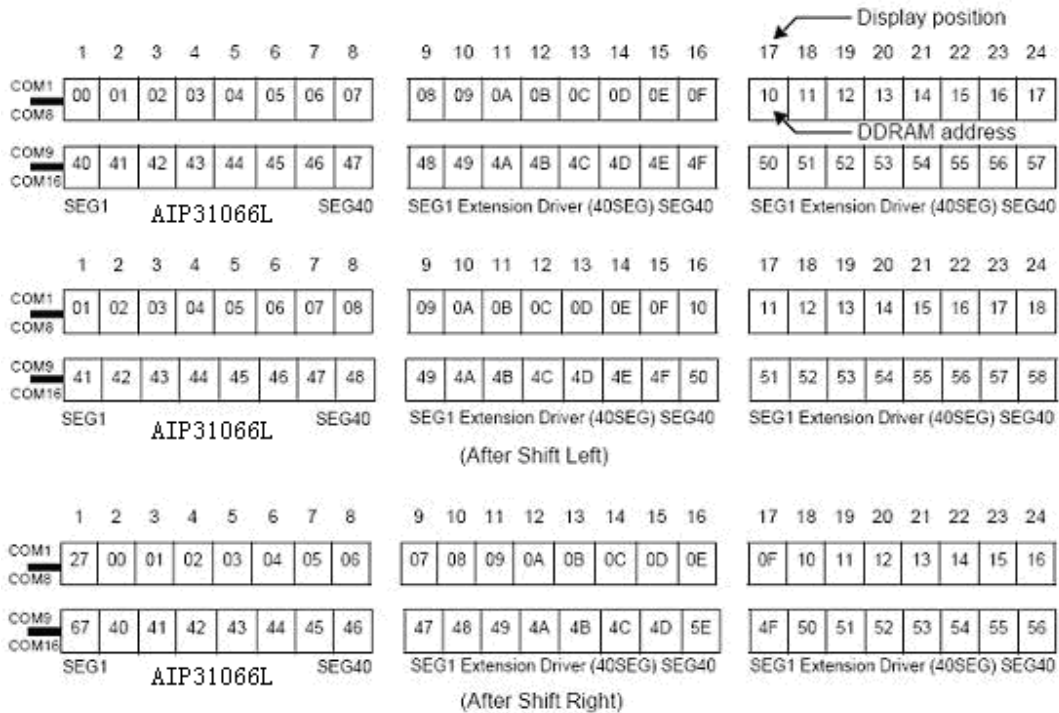 Display position
1 2 3 4 5 6 7 8 9 10 11 12 13 14 15 16 17 18 19 20 21 22 23 24
COM1
COM8
00 01 02 03 04 05 06 07 08 09 0A 0B 0C 0D 0E 0F 10 11 12 13 14 15 16 17
DDRAM address
COM9
COM16
40 41 42 43 44 45 46 47 48 49 4A 4B 4C 4D 4E 4F 50 51 52 53 54 55 56 57
SEG1 AIP31066L SEG40 SEG1 Extension Driver (40SEG) SEG40 SEG1 Extension Driver (40SEG) SEG40
1 2 3 4 5 6 7 8 9 10 11 12 13 14 15 16 17 18 19 20 21 22 23 24
COM1
COM8
01 02 03 04 05 06 07 08 09 0A 0B 0C 0D 0E 0F 10 11 12 13 14 15 16 17 18
COM9
COM16
41 42 43 44 45 46 47 48 49 4A 4B 4C 4D 4E 4F 50 51 52 53 54 55 56 57 58
SEG1 AIP31066L SEG40 SEG1 Extension Driver (40SEG) SEG40 SEG1 Extension Driver (40SEG) SEG40
(After Shift Left)
1 2 3 4 5 6 7 8 9 10 11 12 13 14 15 16 17 18 19 20 21 22 23 24
COM1
COM8
27 00 01 02 03 04 05 06 07 08 09 0A 0B 0C 0D 0E 0F 10 11 12 13 14 15 16
COM9
COM16
67 40 41 42 43 44 45 46 47 48 49 4A 4B 4C 4D 5E 4F 50 51 52 53 54 55 56
SEG1 AIP31066L SEG40 SEG1 Extension Driver (40SEG) SEG40 SEG1 Extension Driver (40SEG) SEG40
(After Shift Right)